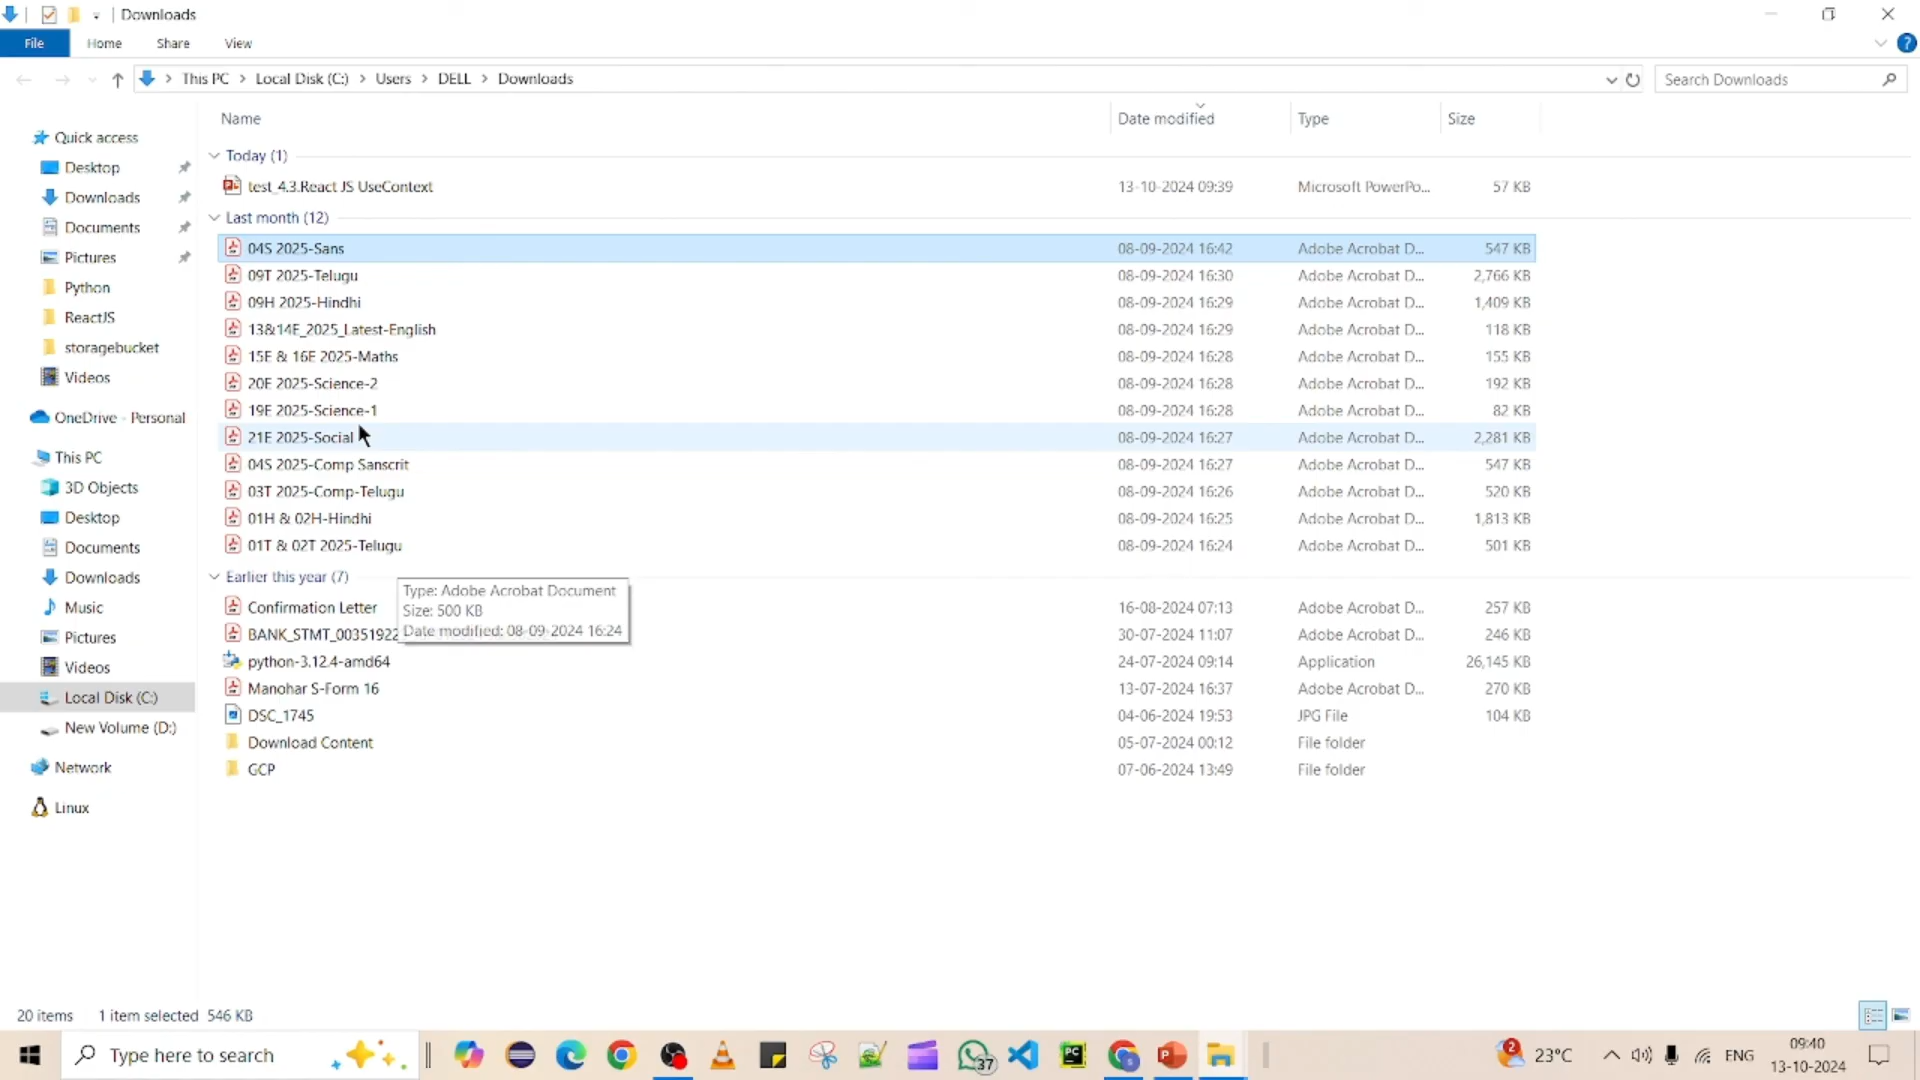 Downloads
File Home Share View
This PC Local Disk (C:) Users DELL Downloads
Search Downloads
Name Date modified Type Size
Quick access
Desktop
Downloads
Documents
Pictures
Python
ReactJS
storagebucket
Videos
OneDrive - Personal
This PC
3D Objects
Desktop
Documents
Downloads
Music
Pictures
Videos
Local Disk (C:)
New Volume (D:)
Network
Linux
Today (1)
test_4.3.React JS UseContext 13-10-2024 09:39 Microsoft PowerPo... 57 KB
Last month (12)
04S 2025-Sans 08-09-2024 16:42 Adobe Acrobat D... 547 KB
09T 2025-Telugu 08-09-2024 16:30 Adobe Acrobat D... 2,766 KB
09H 2025-Hindhi 08-09-2024 16:29 Adobe Acrobat D... 1,409 KB
13&14E_2025_Latest-English 08-09-2024 16:29 Adobe Acrobat D... 118 KB
15E & 16E 2025-Maths 08-09-2024 16:28 Adobe Acrobat D... 155 KB
20E 2025-Science-2 08-09-2024 16:28 Adobe Acrobat D... 192 KB
19E 2025-Science-1 08-09-2024 16:28 Adobe Acrobat D... 82 KB
21E 2025-Social 08-09-2024 16:27 Adobe Acrobat D... 2,281 KB
04S 2025-Comp Sanscrit 08-09-2024 16:27 Adobe Acrobat D... 547 KB
03T 2025-Comp-Telugu 08-09-2024 16:26 Adobe Acrobat D... 520 KB
01H & 02H-Hindhi 08-09-2024 16:25 Adobe Acrobat D... 1,813 KB
01T & 02T 2025-Telugu 08-09-2024 16:24 Adobe Acrobat D... 501 KB
Earlier this year (7)
Type: Adobe Acrobat Document
Size: 500 KB
Date modified: 08-09-2024 16:24
Confirmation Letter 16-08-2024 07:13 Adobe Acrobat D... 257 KB
BANK_STMT_00351922 30-07-2024 11:07 Adobe Acrobat D... 246 KB
python-3.12.4-amd64 24-07-2024 09:14 Application 26,145 KB
Manohar S-Form 16 13-07-2024 16:37 Adobe Acrobat D... 270 KB
DSC_1745 04-06-2024 19:53 JPG File 104 KB
Download Content 05-07-2024 00:12 File folder
GCP 07-06-2024 13:49 File folder
20 items 1 item selected 546 KB
Type here to search
37
PC
2
23°C
ENG
09:40
13-10-2024